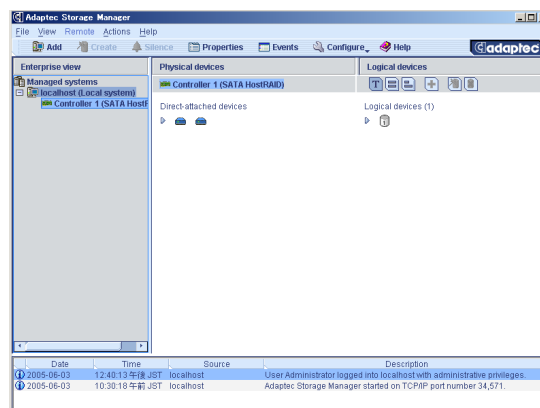 Adaptec Storage Manager
File View Remote Actions Help
Add Create Silence Properties Events Configure Help adaptec
Enterprise view Physical devices Logical devices
Managed systems
localhost (Local system)
Controller 1 (SATA HostF
Controller 1 (SATA HostRAID)
Direct-attached devices
Logical devices (1)
Date Time Source Description
2005-06-03 12:40:13 午後 JST localhost User Administrator logged into localhost with administrative privileges.
2005-06-03 10:30:18 午前 JST localhost Adaptec Storage Manager started on TCP/IP port number 34,571.